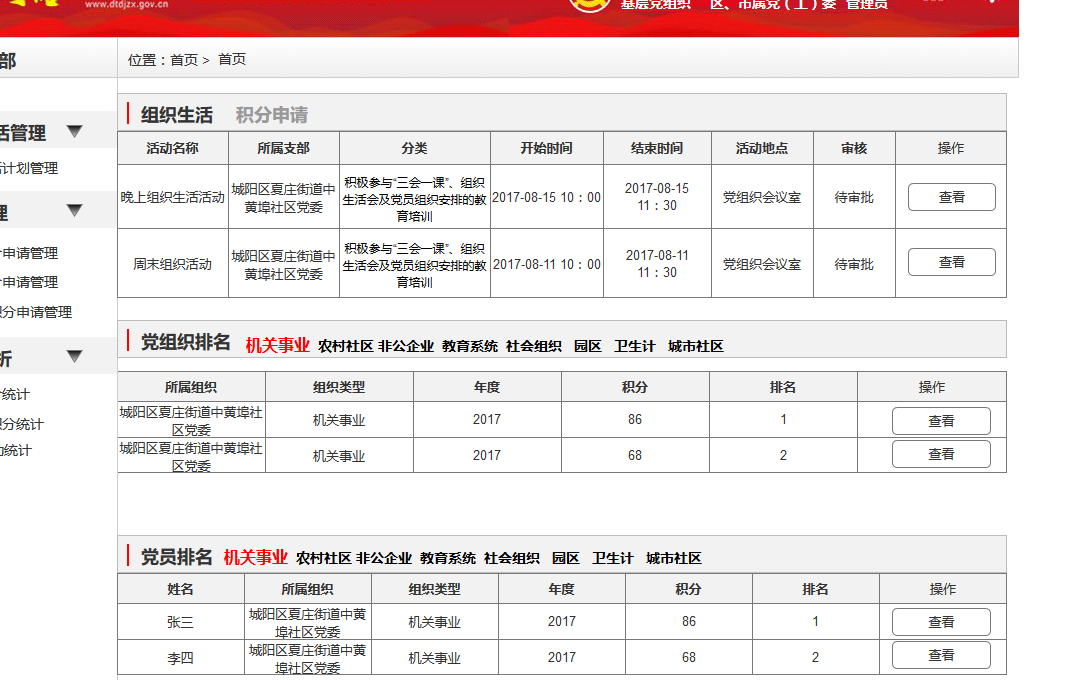 www.dtdjzx.gov.cn
基层党组织 区、市属党（工）委 管理员
部
位置：首页 > 首页
活管理
计划管理
理
申请管理
申请管理
积分申请管理
析
统计
积分统计
统计
组织生活 积分申请
活动名称 所属支部 分类 开始时间 结束时间 活动地点 审核 操作
晚上组织生活活动 城阳区夏庄街道中黄埠社区党委 积极参与“三会一课”、组织生活会及党员组织安排的教育培训 2017-08-15 10：00 2017-08-15 11：30 党组织会议室 待审批 查看
周末组织活动 城阳区夏庄街道中黄埠社区党委 积极参与“三会一课”、组织生活会及党员组织安排的教育培训 2017-08-11 10：00 2017-08-11 11：30 党组织会议室 待审批 查看
党组织排名 机关事业 农村社区 非公企业 教育系统 社会组织 园区 卫生计 城市社区
所属组织 组织类型 年度 积分 排名 操作
城阳区夏庄街道中黄埠社区党委 机关事业 2017 86 1 查看
城阳区夏庄街道中黄埠社区党委 机关事业 2017 68 2 查看
党员排名 机关事业 农村社区 非公企业 教育系统 社会组织 园区 卫生计 城市社区
姓名 所属组织 组织类型 年度 积分 排名 操作
张三 城阳区夏庄街道中黄埠社区党委 机关事业 2017 86 1 查看
李四 城阳区夏庄街道中黄埠社区党委 机关事业 2017 68 2 查看